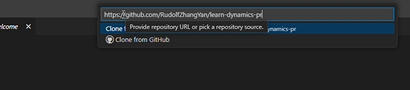 https://github.com/RudolfZhangYan/learn-dynamics-pr
elcome
Clone
Provide repository URL or pick a repository source.
ynamics-pr
Clone from GitHub